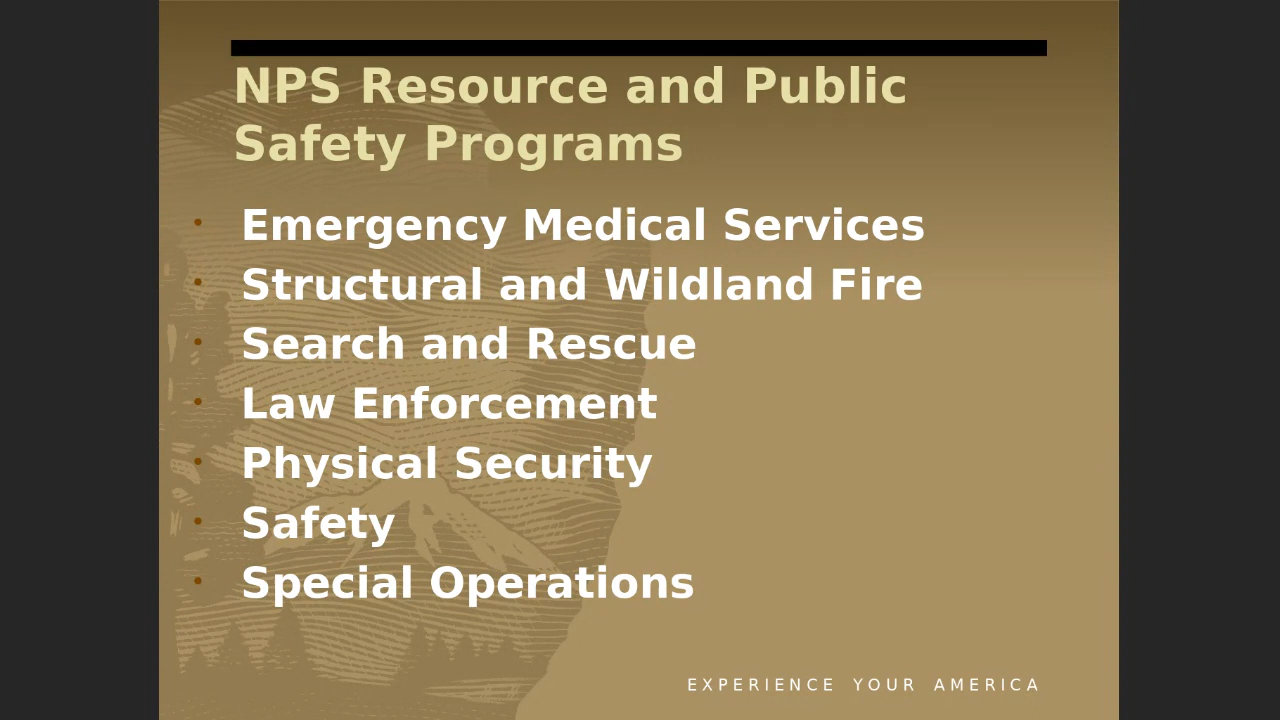 NPS Resource and Public
Safety Programs
• Emergency Medical Services
• Structural and Wildland Fire
• Search and Rescue
• Law Enforcement
• Physical Security
• Safety
• Special Operations
EXPERIENCE YOUR AMERICA